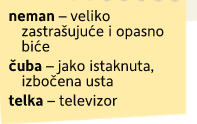 neman – veliko
zastrašujuće i opasno
biće
čuba – jako istaknuta,
izbočena usta
telka – televizor